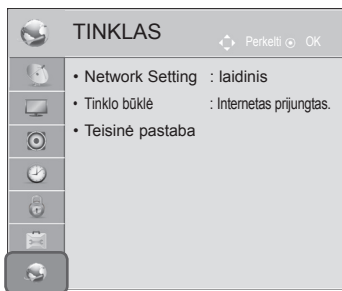 TINKLAS
Perkelti OK
• Network Setting : laidinis
• Tinklo būklė : Internetas prijungtas.
• Teisinė pastaba